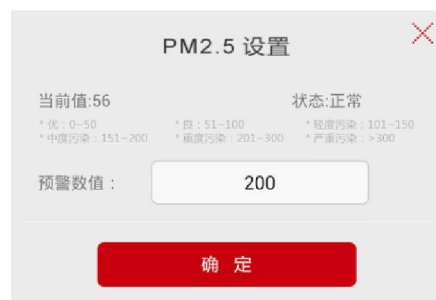 PM2.5 设置
当前值:56 状态:正常
* 优：0~50 * 良：51~100 * 轻度污染：101~150
* 中度污染：151~200 * 重度污染：201~300 * 严重污染：>300
预警数值： 200
确 定